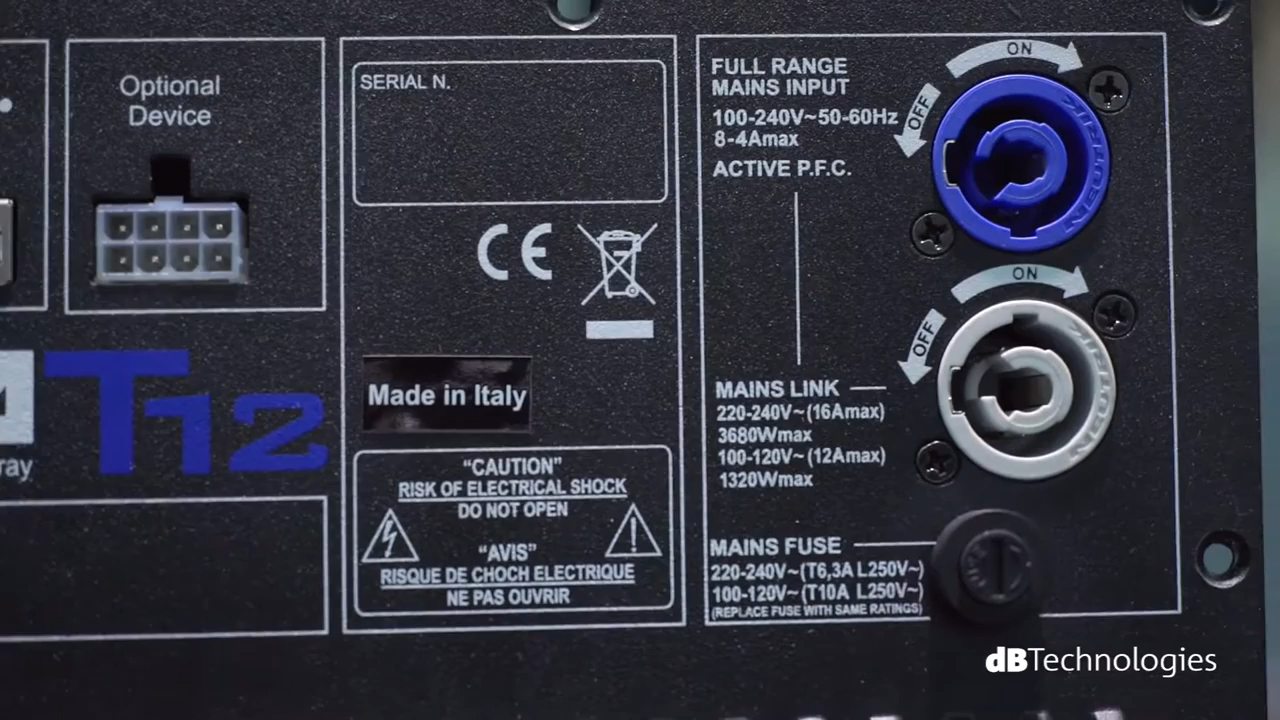 Optional
Device
SERIAL N.
CE
T12
ray
Made in Italy
“CAUTION”
RISK OF ELECTRICAL SHOCK
DO NOT OPEN
“AVIS”
RISQUE DE CHOCH ELECTRIQUE
NE PAS OUVRIR
FULL RANGE
MAINS INPUT
100-240V~50-60Hz
8-4Amax
ACTIVE P.F.C.
ON
OFF
NEUTRIK
MAINS LINK
220-240V~(16Amax)
3680Wmax
100-120V~(12Amax)
1320Wmax
ON
OFF
NEUTRIK
MAINS FUSE
220-240V~(T6,3A L250V~)
100-120V~(T10A L250V~)
(REPLACE FUSE WITH SAME RATINGS)
dBTechnologies